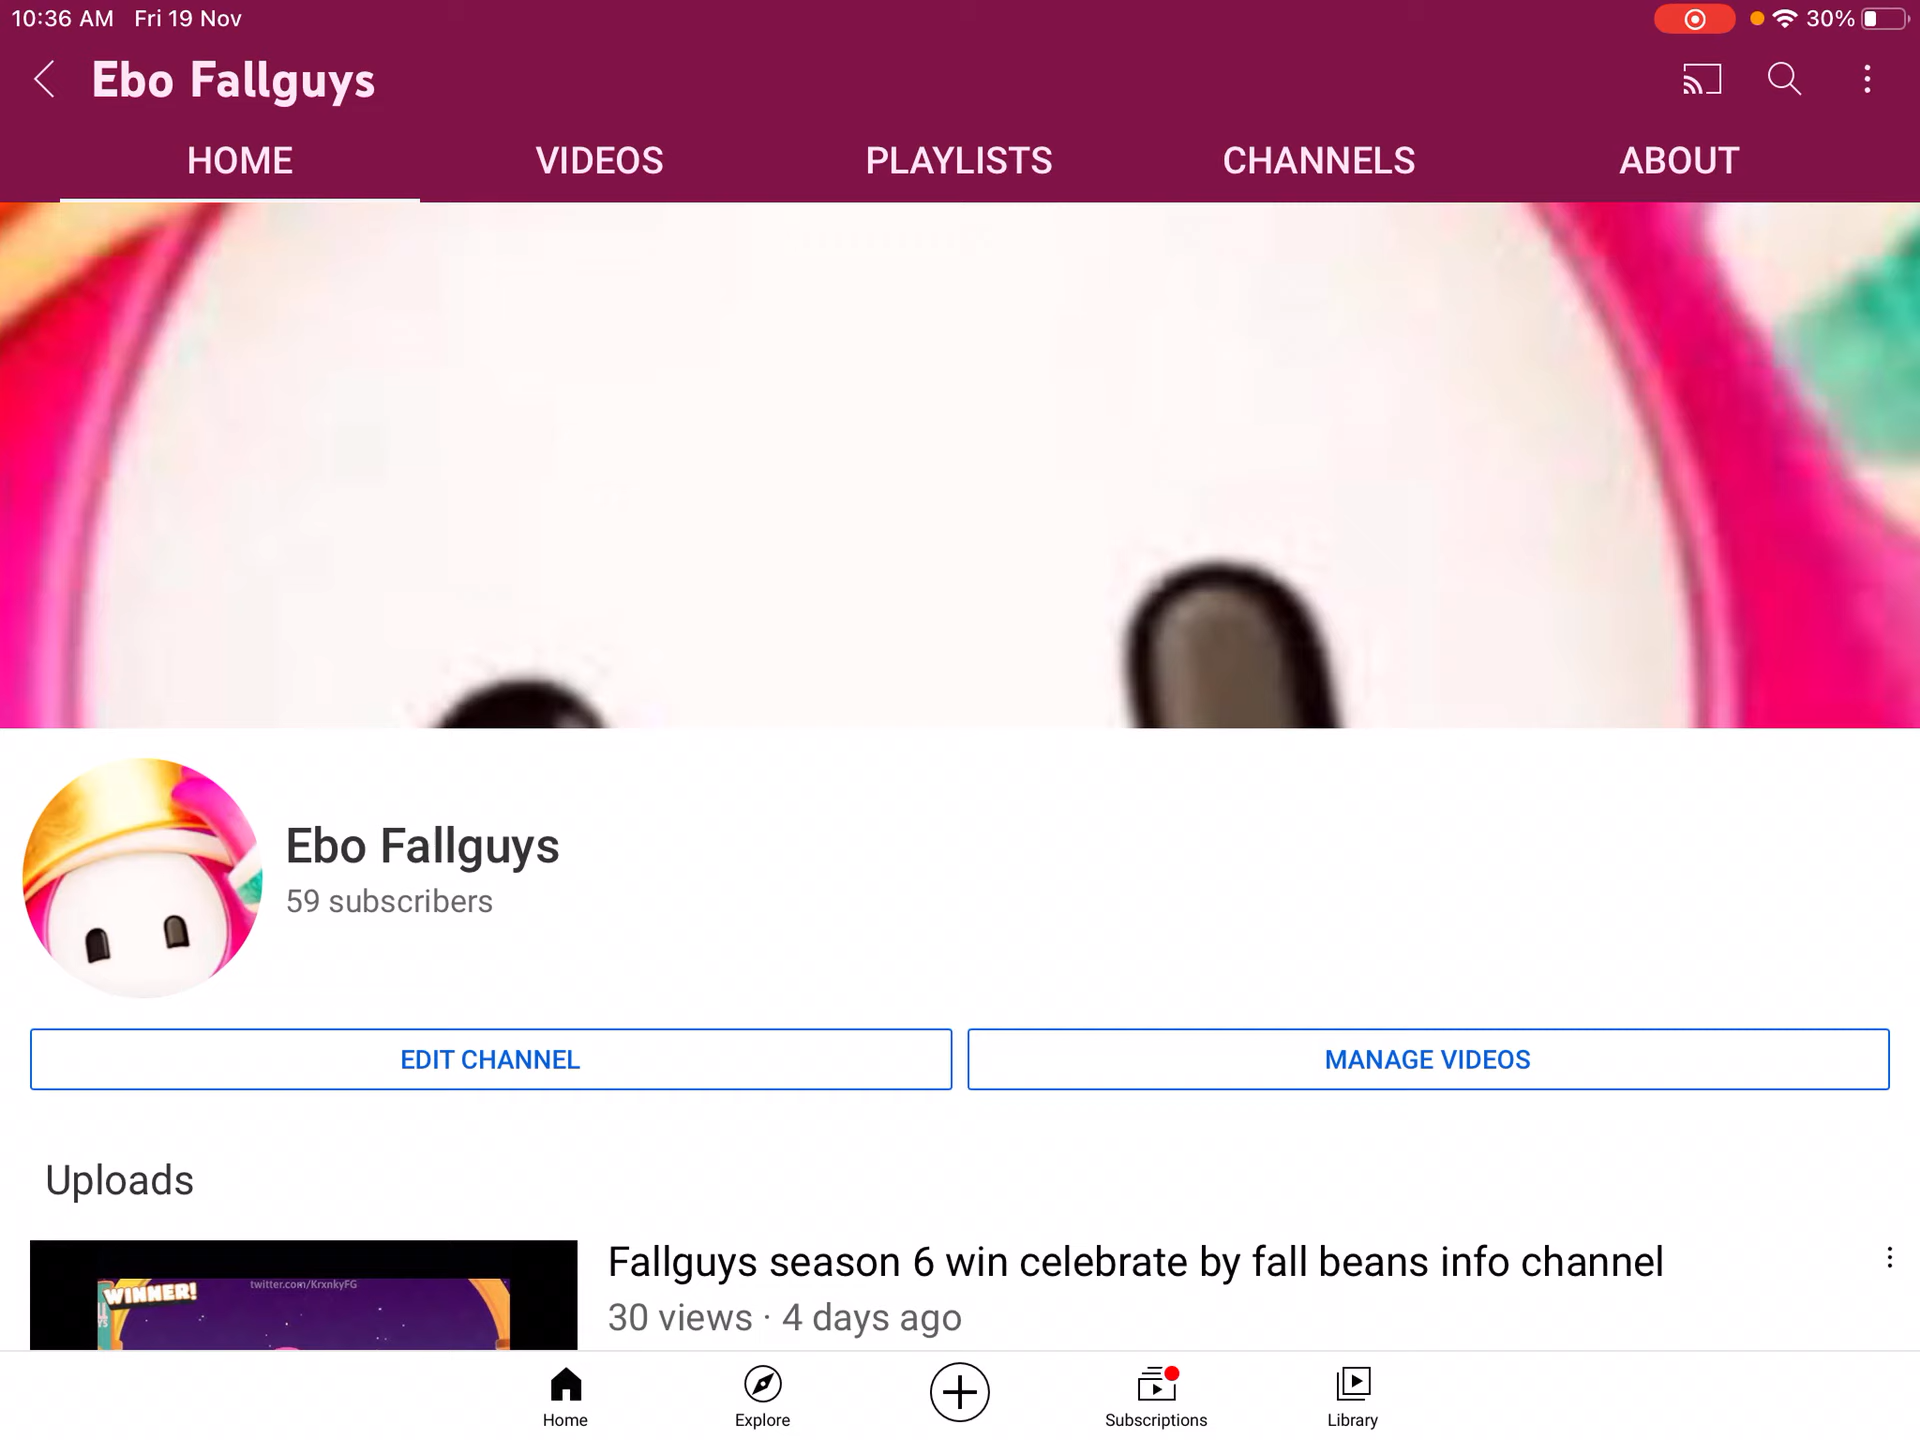 10:36 AM Fri 19 Nov
30%
Ebo Fallguys
HOME VIDEOS PLAYLISTS CHANNELS ABOUT
Ebo Fallguys
59 subscribers
EDIT CHANNEL MANAGE VIDEOS
Uploads
WINNER!
twitter.com/KrxnkyFG
Fallguys season 6 win celebrate by fall beans info channel
30 views · 4 days ago
Home Explore Subscriptions Library